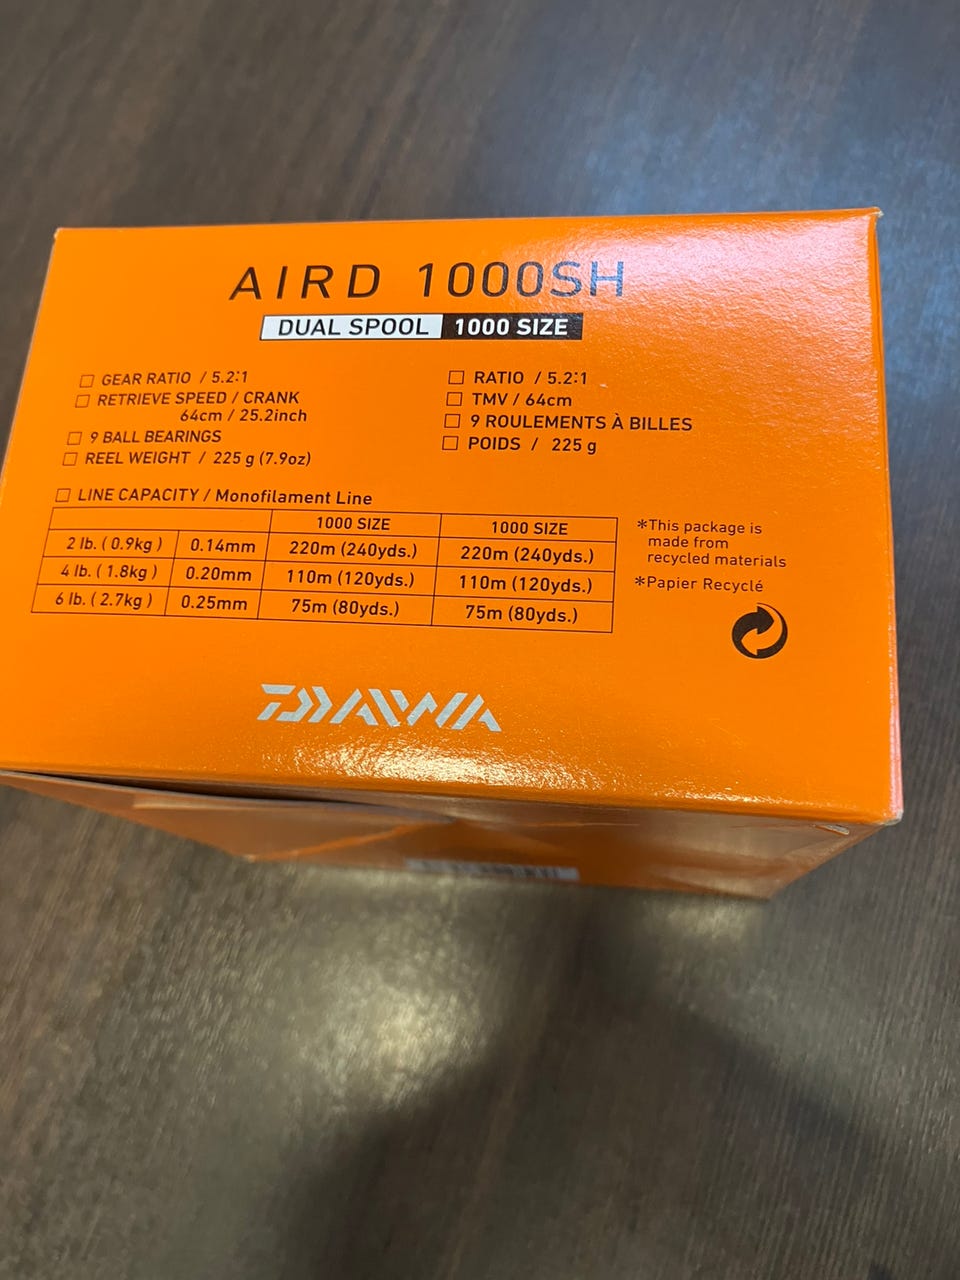 AIRD 1000SH
DUAL SPOOL 1000 SIZE
GEAR RATIO / 5.2:1
RETRIEVE SPEED / CRANK
64cm / 25.2inch
9 BALL BEARINGS
REEL WEIGHT / 225 g (7.9oz)
RATIO / 5.2:1
TMV / 64cm
9 ROULEMENTS À BILLES
POIDS / 225 g
LINE CAPACITY / Monofilament Line
1000 SIZE 1000 SIZE
2 lb. ( 0.9kg ) 0.14mm 220m (240yds.) 220m (240yds.)
4 lb. ( 1.8kg ) 0.20mm 110m (120yds.) 110m (120yds.)
6 lb. ( 2.7kg ) 0.25mm 75m (80yds.) 75m (80yds.)
*This package is
made from
recycled materials
*Papier Recyclé
DAIWA